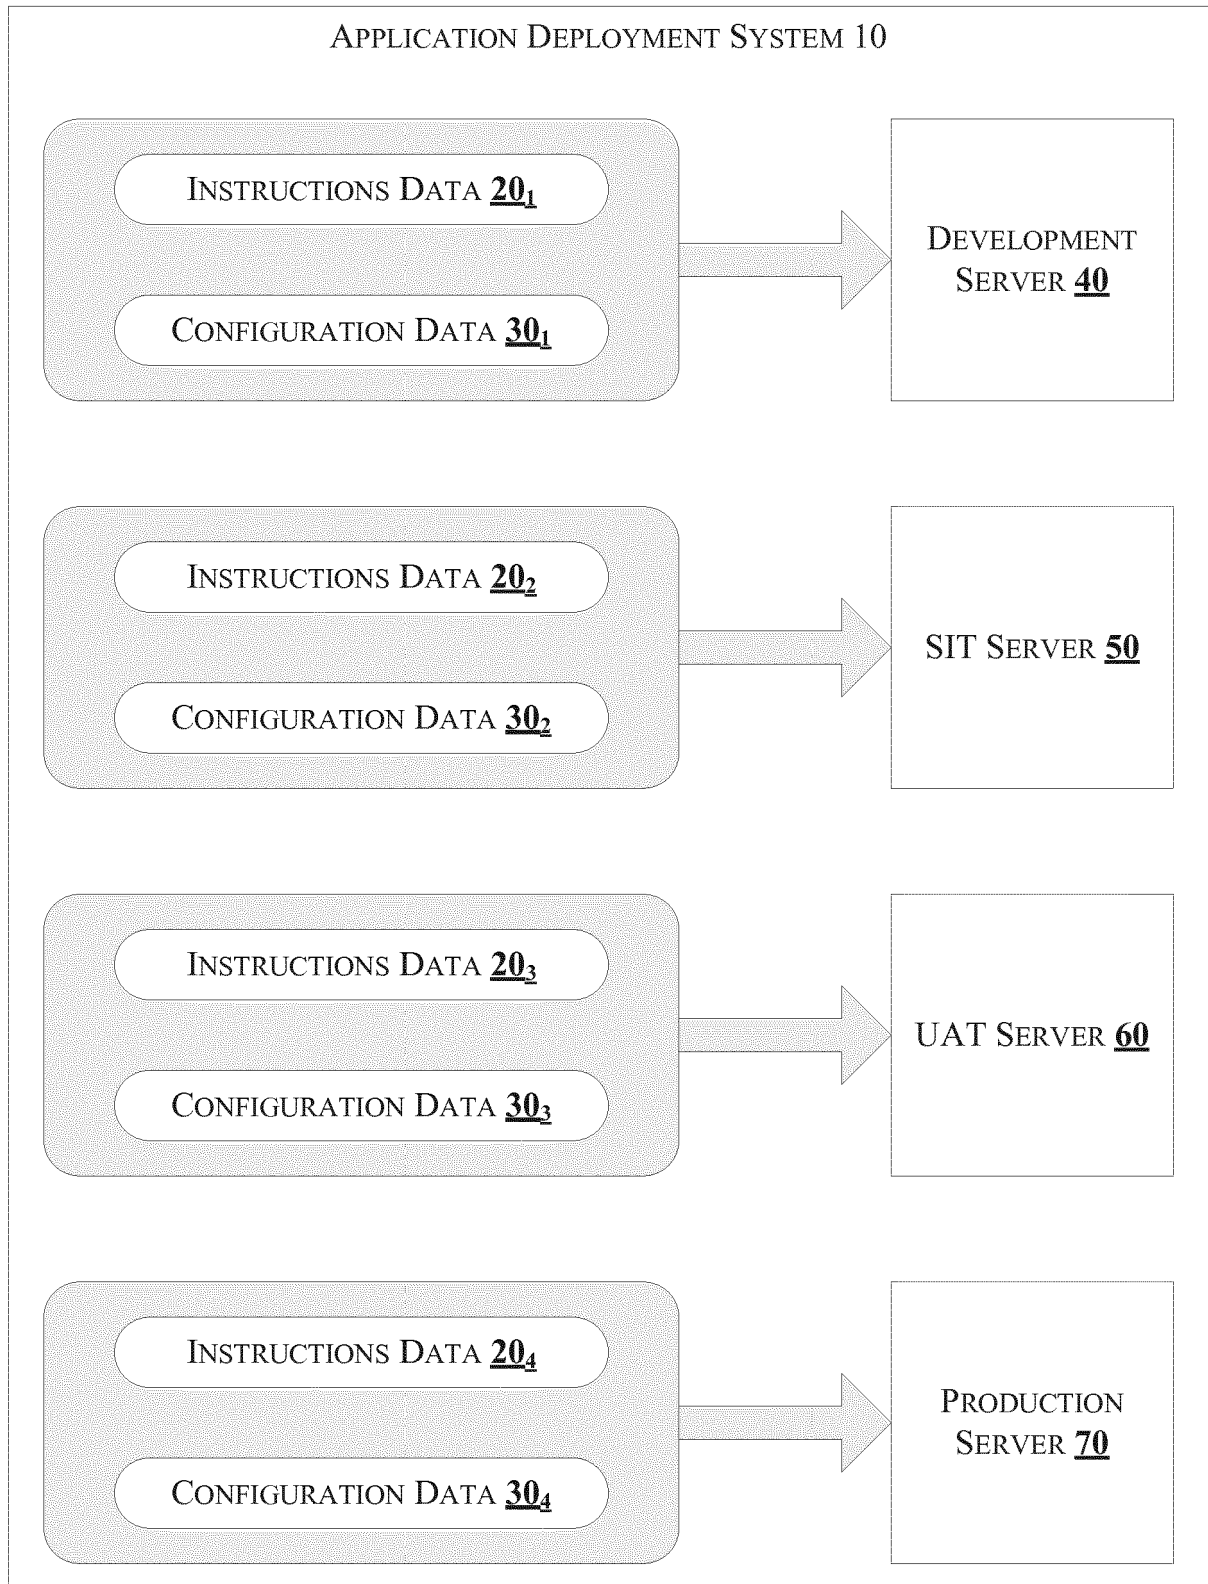 Application Deployment System 10
Instructions Data 20₁
Configuration Data 30₁
Development
Server 40
Instructions Data 20₂
Configuration Data 30₂
SIT Server 50
Instructions Data 20₃
Configuration Data 30₃
UAT Server 60
Instructions Data 20₄
Configuration Data 30₄
Production
Server 70